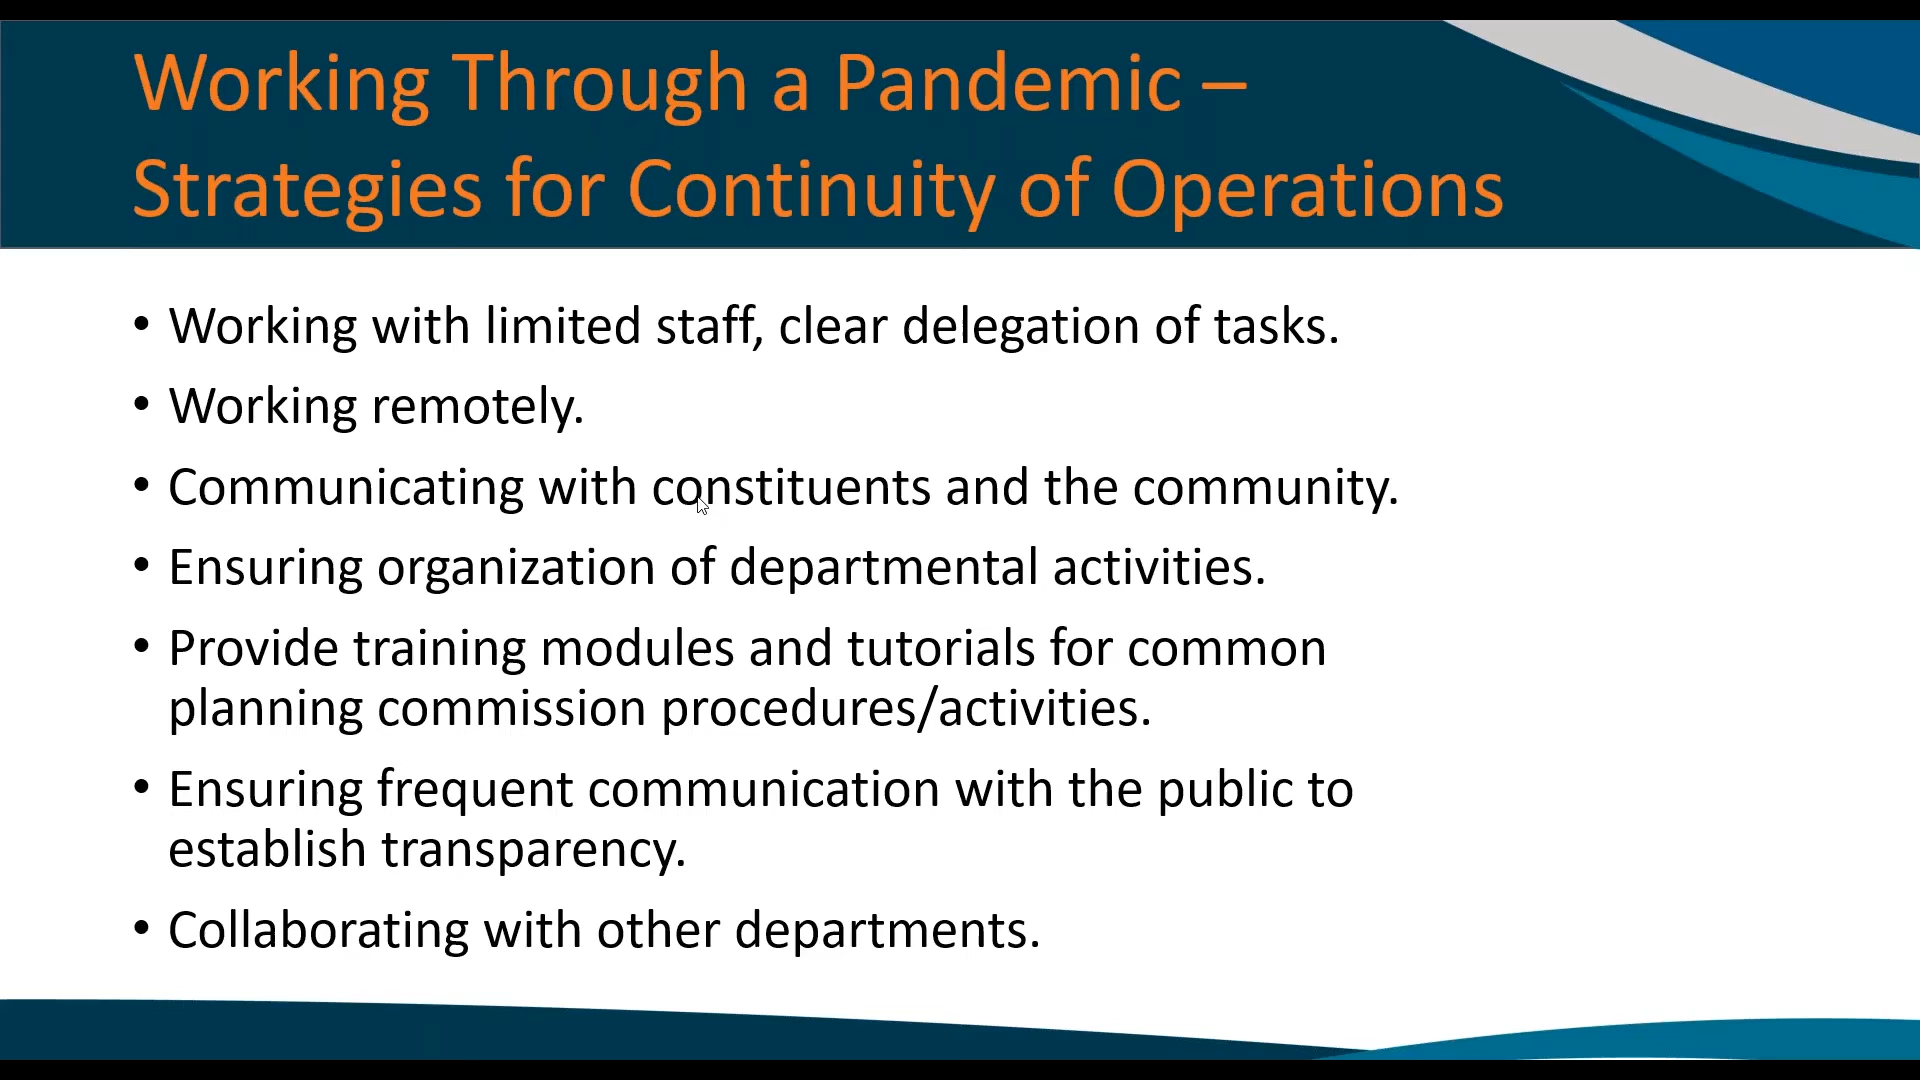 Working Through a Pandemic –
Strategies for Continuity of Operations
• Working with limited staff, clear delegation of tasks.
• Working remotely.
• Communicating with constituents and the community.
• Ensuring organization of departmental activities.
• Provide training modules and tutorials for common
planning commission procedures/activities.
• Ensuring frequent communication with the public to
establish transparency.
• Collaborating with other departments.